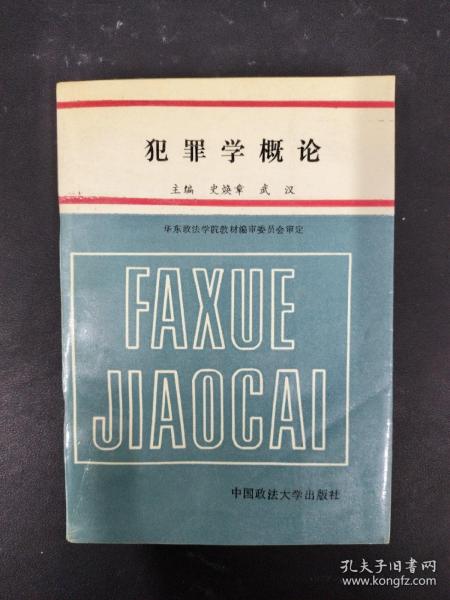 犯罪学概论
主编 史焕章 武汉
华东政法学院教材编审委员会审定
FAXUE
JIAOCAI
中国政法大学出版社
孔夫子旧书网
www.kongfz.com